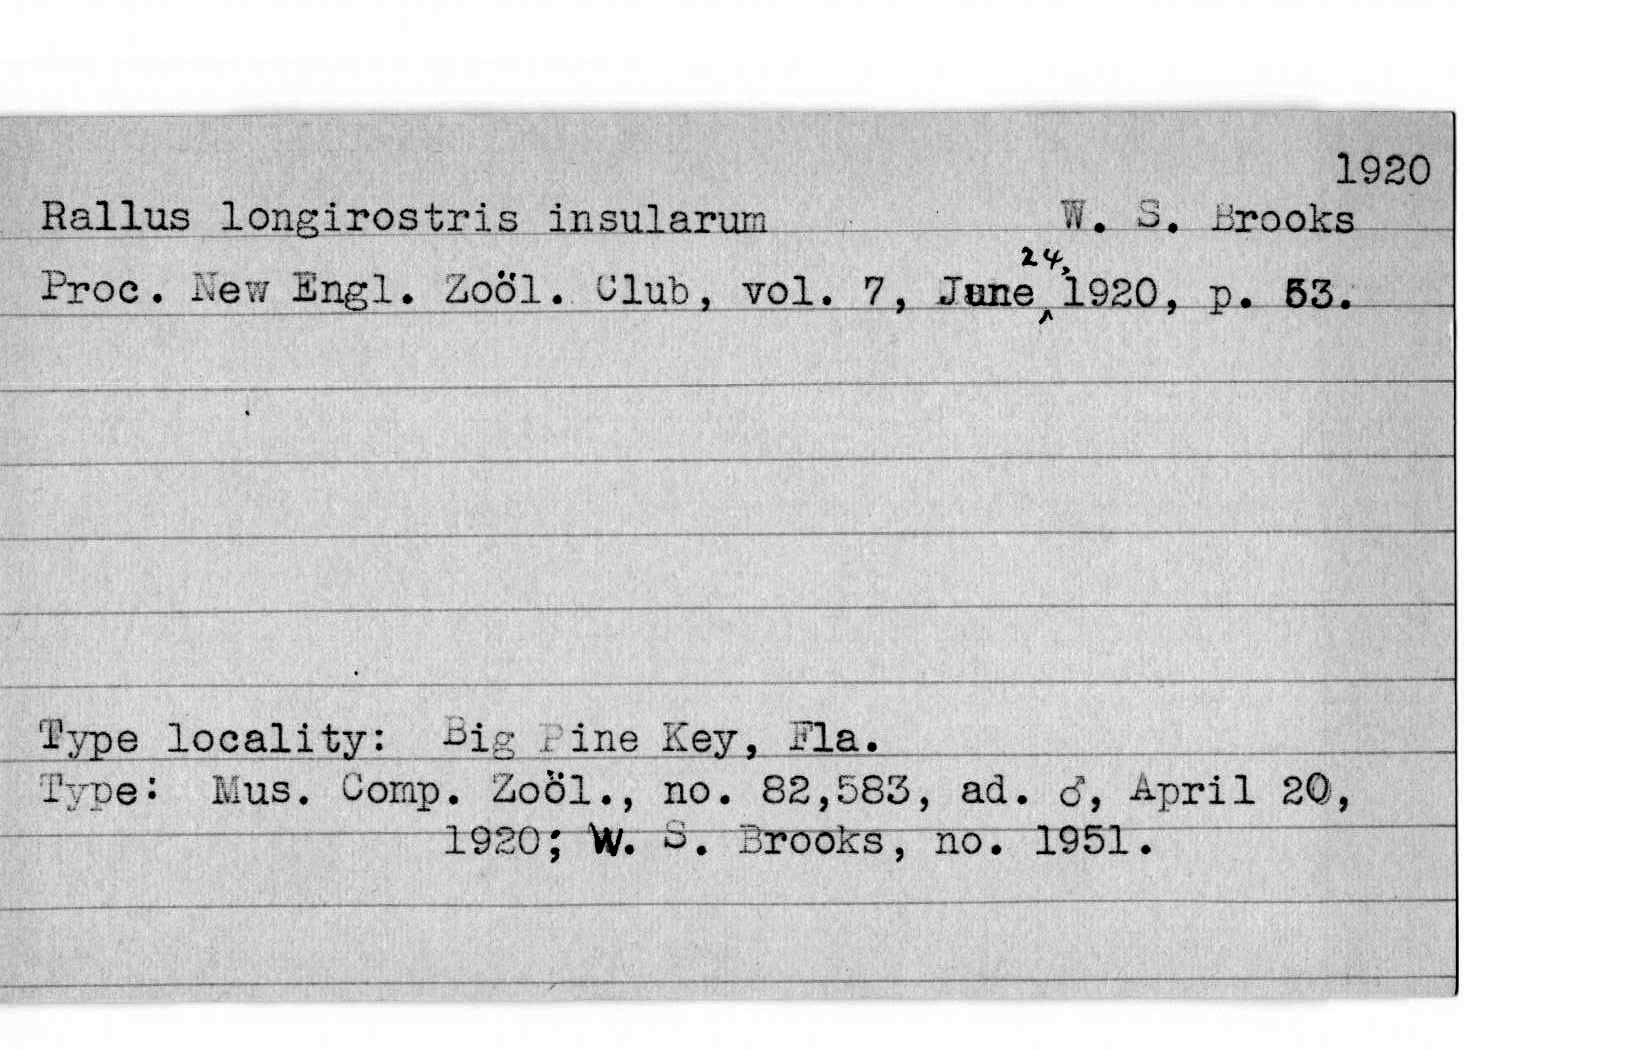 1920
Rallus longirostris insularum W. S. Brooks
Proc. New Engl. Zoöl. Club, vol. 7, June ^24, 1920, p. 53.
Type locality: Big Pine Key, Fla.
Type: Mus. Comp. Zoöl., no. 82,583, ad. ♂, April 20,
1920; W. S. Brooks, no. 1951.